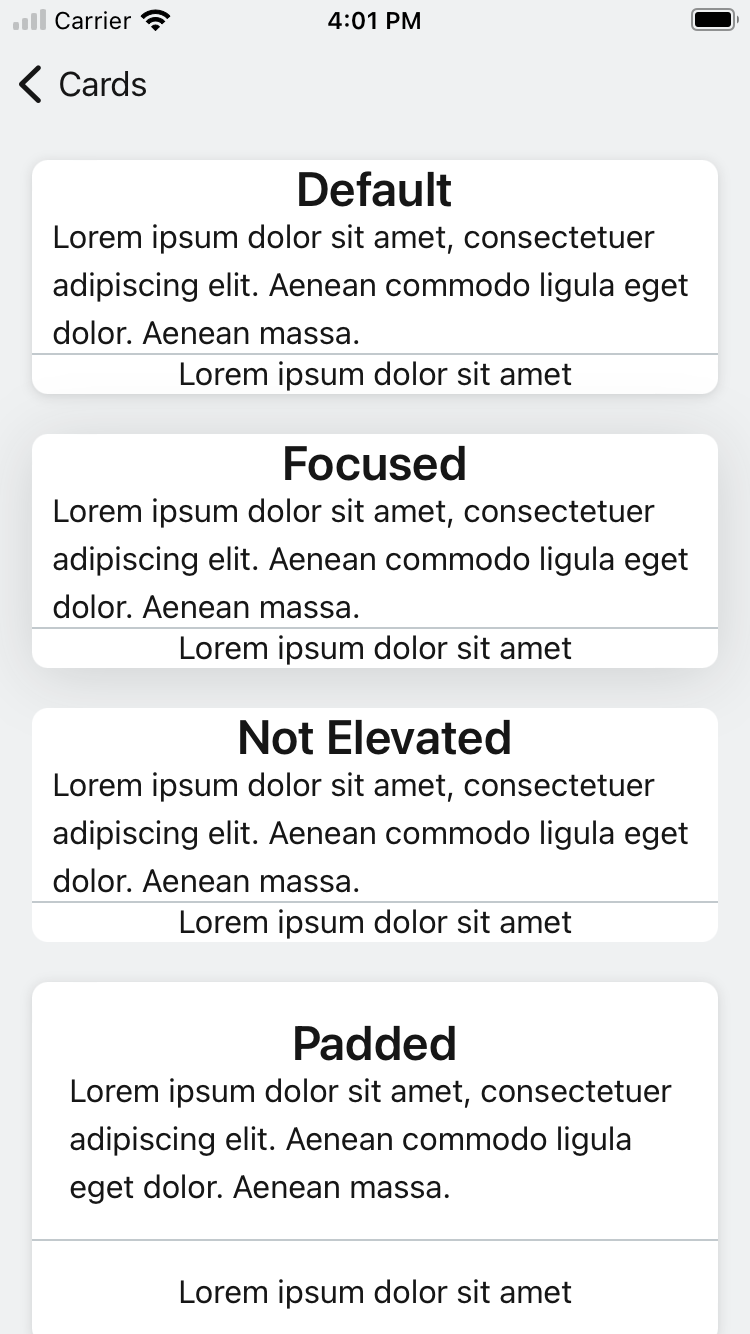 Carrier 4:01 PM
Cards
Default
Lorem ipsum dolor sit amet, consectetuer
adipiscing elit. Aenean commodo ligula eget
dolor. Aenean massa.
Lorem ipsum dolor sit amet
Focused
Lorem ipsum dolor sit amet, consectetuer
adipiscing elit. Aenean commodo ligula eget
dolor. Aenean massa.
Lorem ipsum dolor sit amet
Not Elevated
Lorem ipsum dolor sit amet, consectetuer
adipiscing elit. Aenean commodo ligula eget
dolor. Aenean massa.
Lorem ipsum dolor sit amet
Padded
Lorem ipsum dolor sit amet, consectetuer
adipiscing elit. Aenean commodo ligula
eget dolor. Aenean massa.
Lorem ipsum dolor sit amet